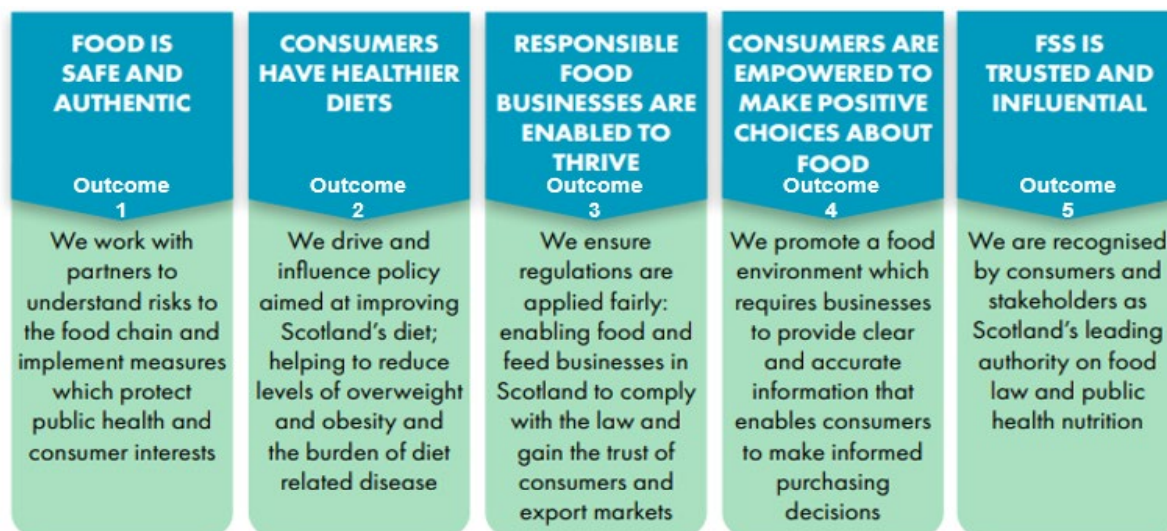 FOOD IS
SAFE AND
AUTHENTIC
Outcome
1
We work with
partners to
understand risks to
the food chain and
implement measures
which protect
public health and
consumer interests
CONSUMERS
HAVE HEALTHIER
DIETS
Outcome
2
We drive and
influence policy
aimed at improving
Scotland's diet;
helping to reduce
levels of overweight
and obesity and
the burden of diet
related disease
RESPONSIBLE
FOOD
BUSINESSES ARE
ENABLED TO
THRIVE
Outcome
3
We ensure
regulations are
applied fairly:
enabling food and
feed businesses in
Scotland to comply
with the law and
gain the trust of
consumers and
export markets
CONSUMERS ARE
EMPOWERED TO
MAKE POSITIVE
CHOICES ABOUT
FOOD
Outcome
4
We promote a food
environment which
requires businesses
to provide clear
and accurate
information that
enables consumers
to make informed
purchasing
decisions
FSS IS
TRUSTED AND
INFLUENTIAL
Outcome
5
We are recognised
by consumers and
stakeholders as
Scotland's leading
authority on food
law and public
health nutrition